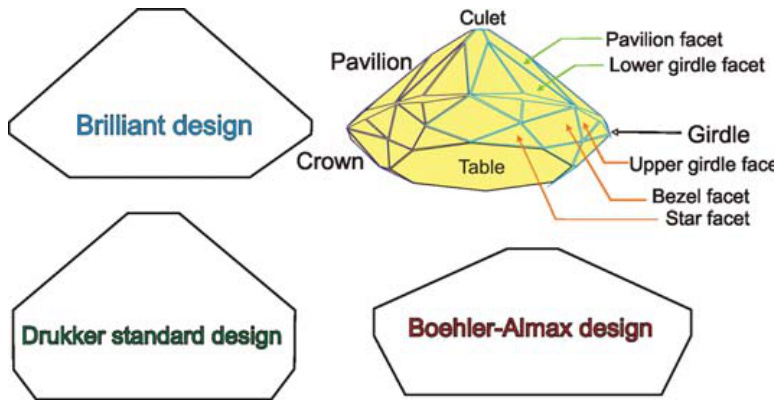 Culet
Pavilion
Pavilion facet
Lower girdle facet
Brilliant design
Girdle
Crown
Table
Upper girdle face
Bezel facet
Star facet
Drukker standard design
Boehler-Almax design